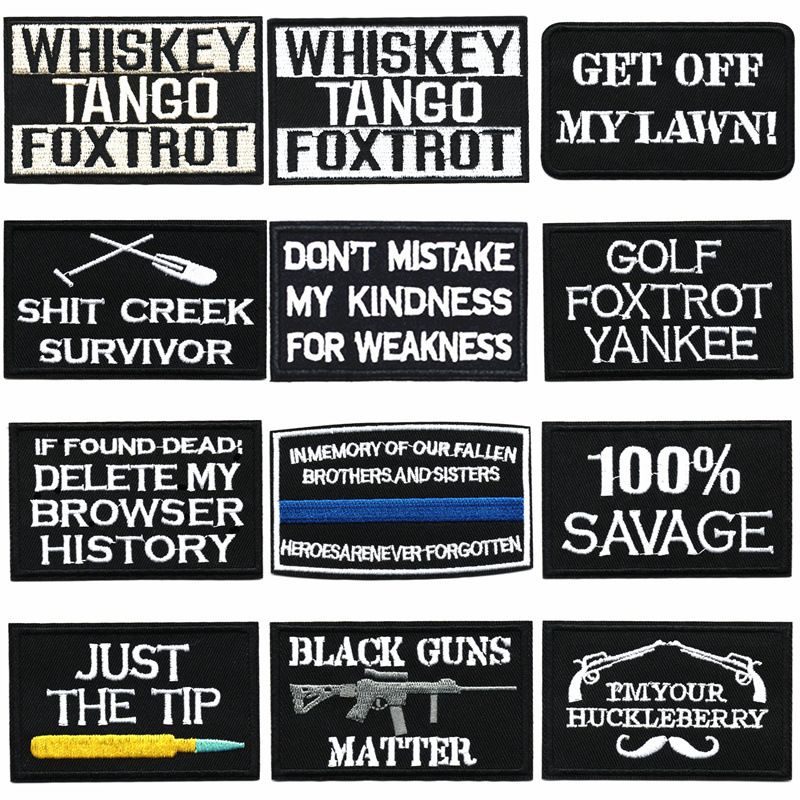 WHISKEY
TANGO
FOXTROT
WHISKEY
TANGO
FOXTROT
GET OFF
MY LAWN!
SHIT CREEK
SURVIVOR
DON'T MISTAKE
MY KINDNESS
FOR WEAKNESS
GOLF
FOXTROT
YANKEE
IF FOUND DEAD:
DELETE MY
BROWSER
HISTORY
IN MEMORY OF OUR FALLEN
BROTHERS AND SISTERS
HEROES ARE NEVER FORGOTTEN
100%
SAVAGE
JUST
THE TIP
BLACK GUNS
MATTER
I'M YOUR
HUCKLEBERRY